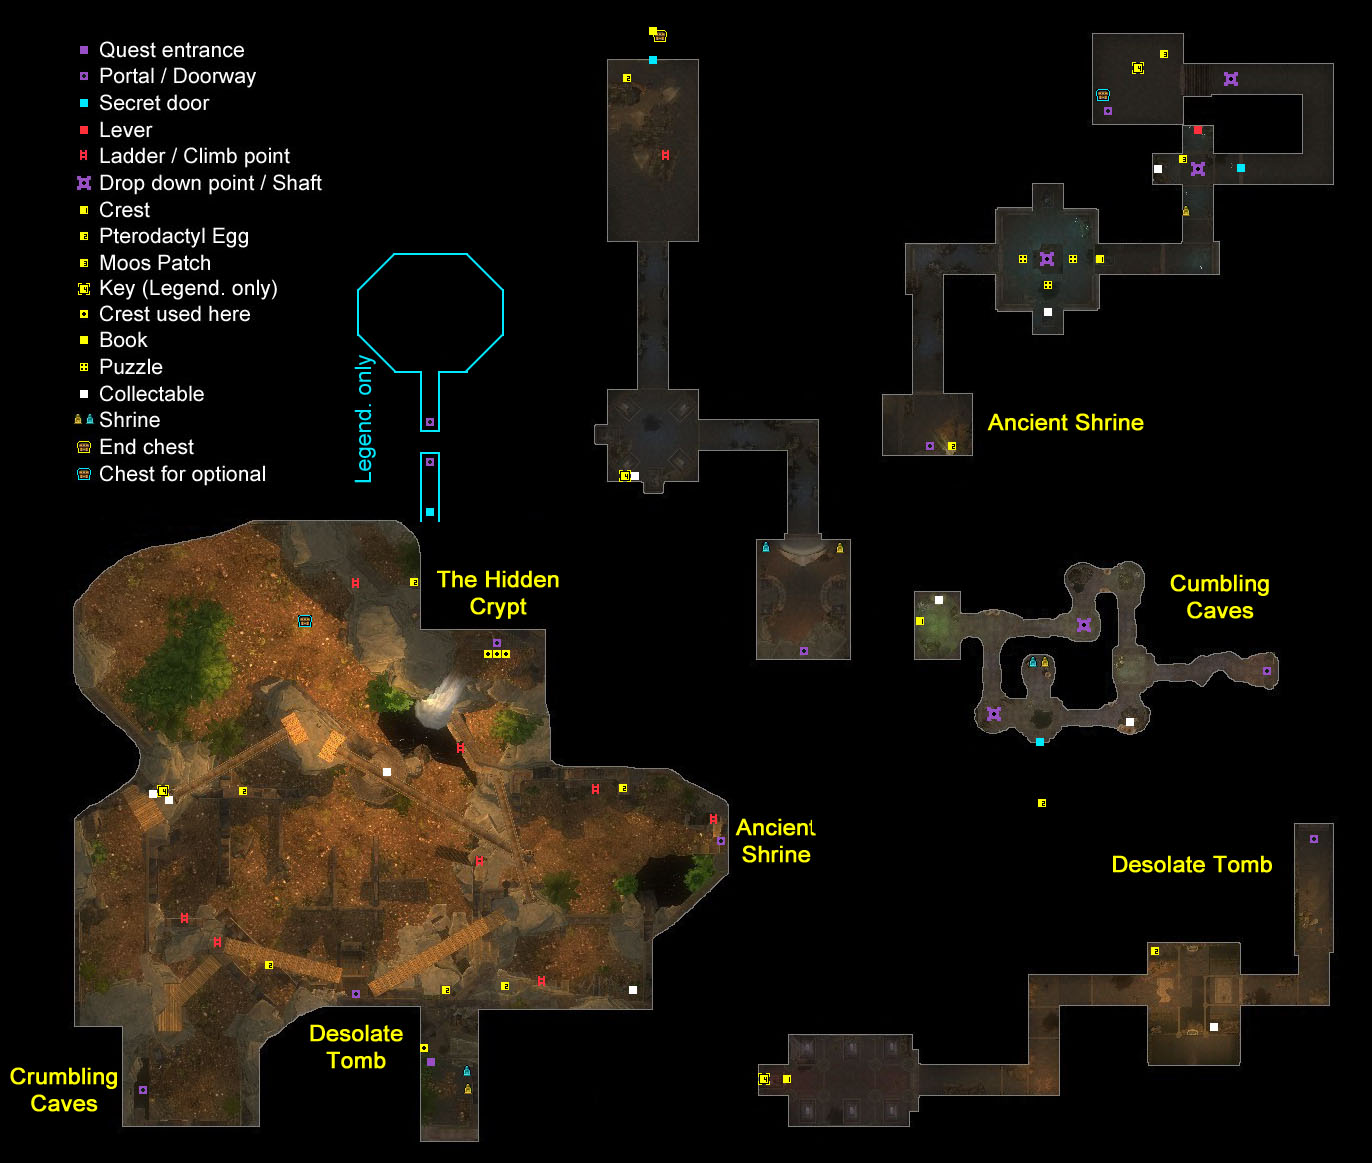 Quest entrance
Portal / Doorway
Secret door
Lever
Ladder / Climb point
Drop down point / Shaft
Crest
Pterodactyl Egg
Moos Patch
Key (Legend. only)
Crest used here
Book
Puzzle
Collectable
Shrine
End chest
Chest for optional
Legend. only
Ancient Shrine
The Hidden
Crypt
Cumbling
Caves
Ancient
Shrine
Desolate Tomb
Desolate
Tomb
Crumbling
Caves